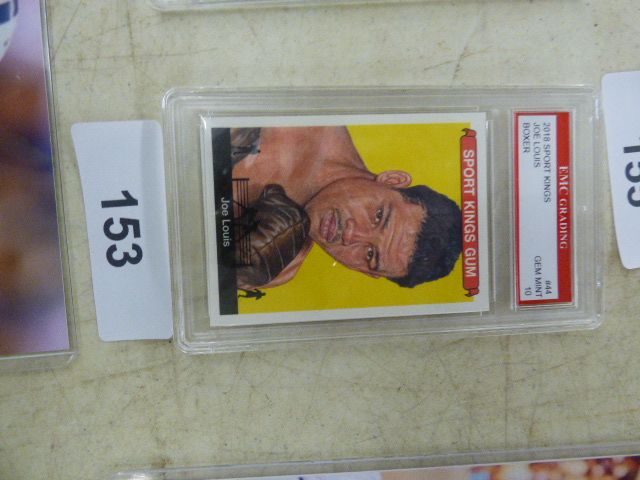 EMC GRADING
2018 SPORT KINGS #44
JOE LOUIS GEM MINT
BOXER 10
SPORT KINGS GUM
Joe Louis
153